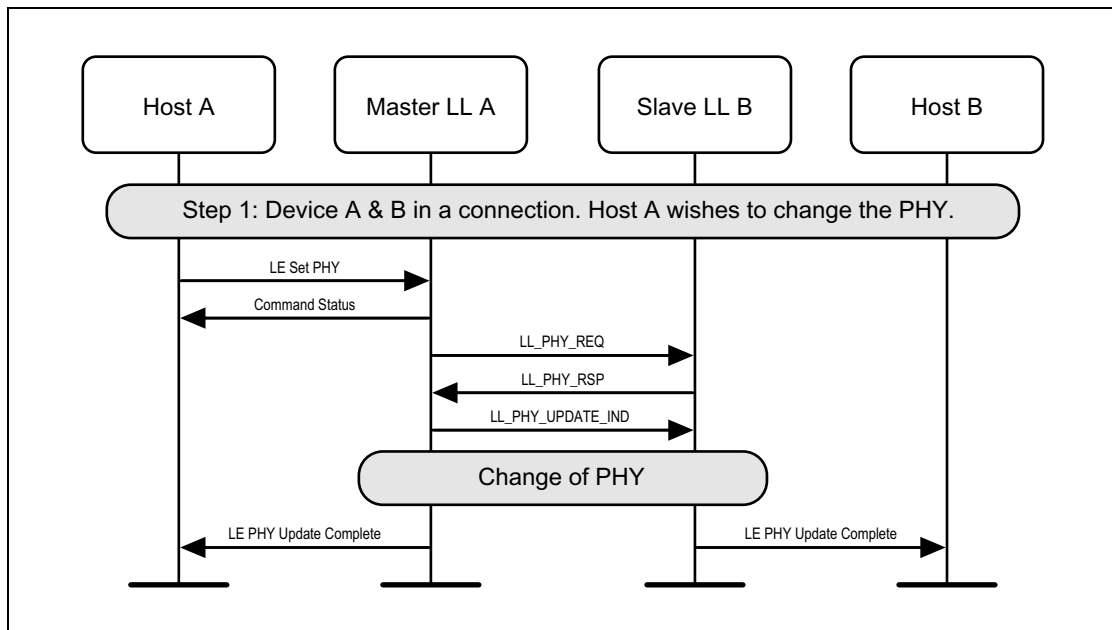 Host A
Master LL A
Slave LL B
Host B
Step 1: Device A & B in a connection. Host A wishes to change the PHY.
LE Set PHY
Command Status
LL_PHY_REQ
LL_PHY_RSP
LL_PHY_UPDATE_IND
Change of PHY
LE PHY Update Complete
LE PHY Update Complete